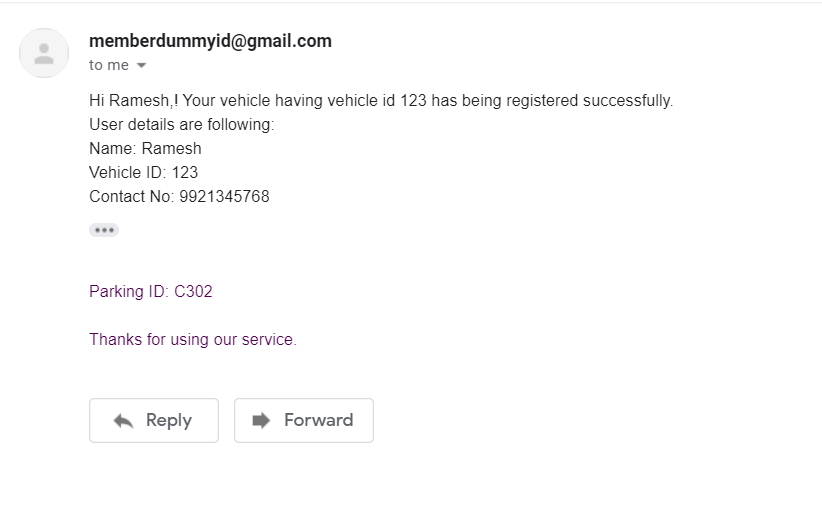 memberdummyid@gmail.com
to me
Hi Ramesh,! Your vehicle having vehicle id 123 has being registered successfully.
User details are following:
Name: Ramesh
Vehicle ID: 123
Contact No: 9921345768
Parking ID: C302
Thanks for using our service.
Reply
Forward